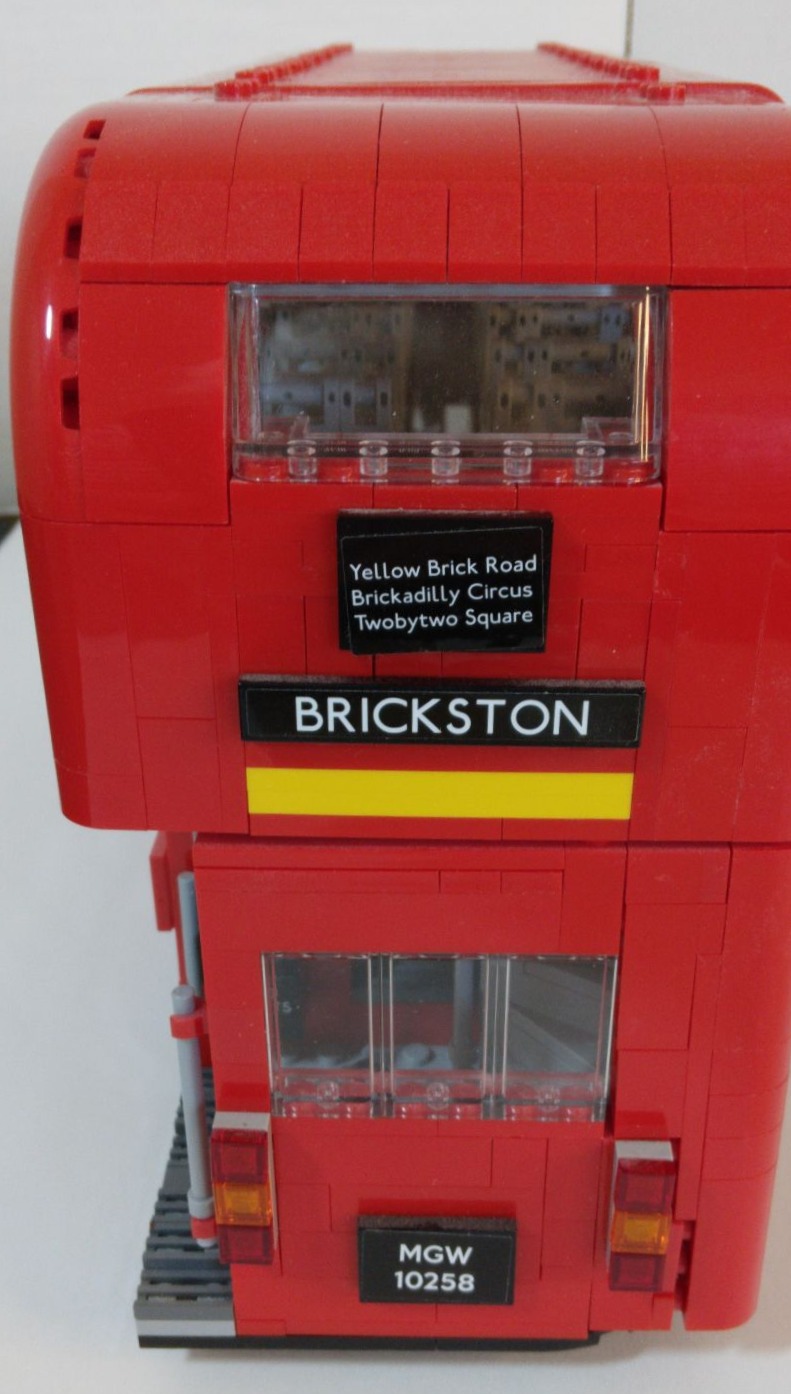 Yellow Brick Road
Brickadilly Circus
Twobytwo Square
BRICKSTON
MGW
10258